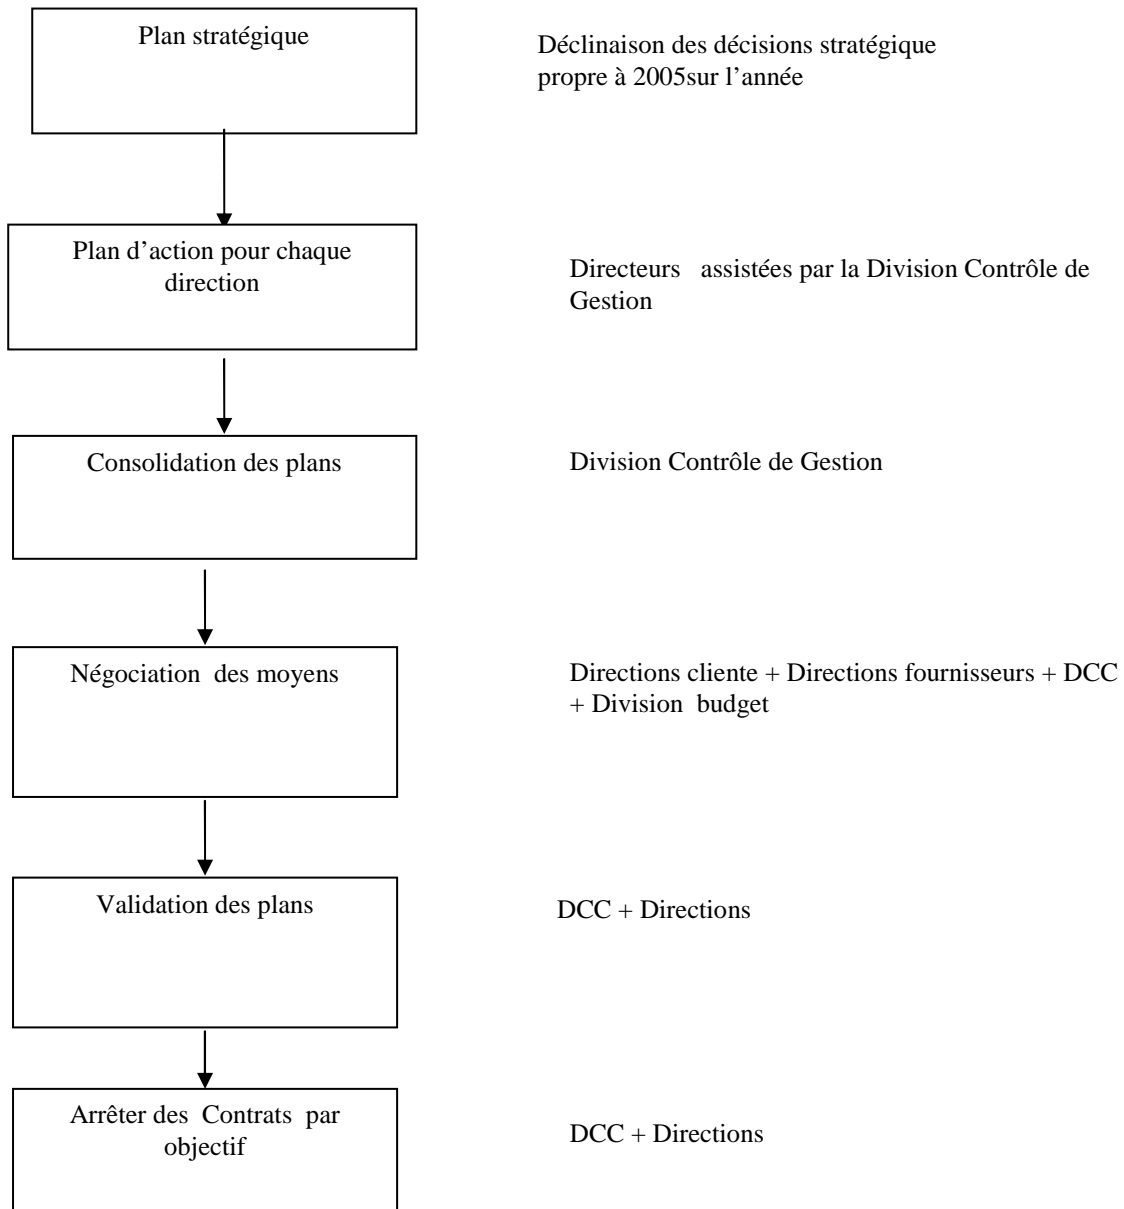 Plan stratégique
Déclinaison des décisions stratégique
propre à 2005sur l’année
Plan d’action pour chaque
direction
Directeurs assistées par la Division Contrôle de
Gestion
Consolidation des plans
Division Contrôle de Gestion
Négociation des moyens
Directions cliente + Directions fournisseurs + DCC
+ Division budget
Validation des plans
DCC + Directions
Arrêter des Contrats par
objectif
DCC + Directions